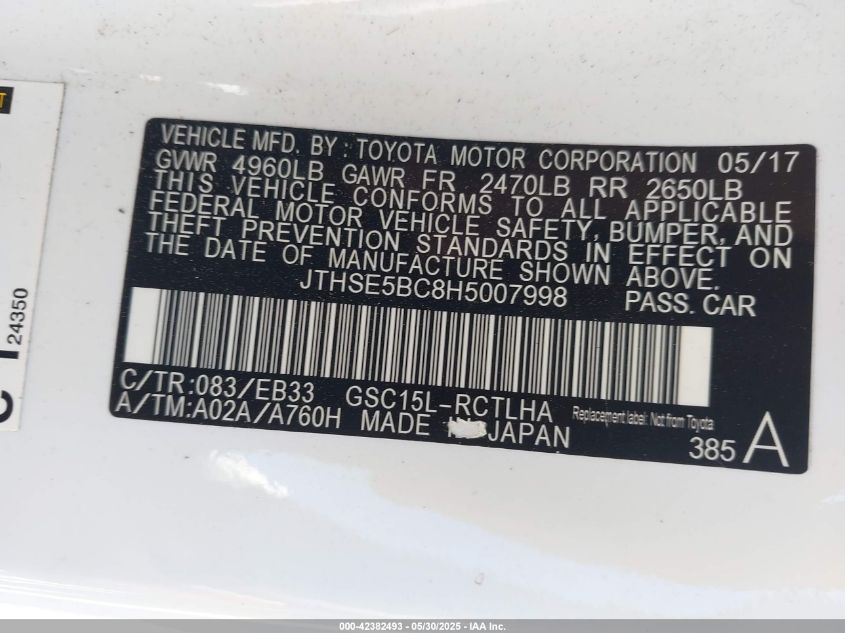 VEHICLE MFD. BY: TOYOTA MOTOR CORPORATION 05/17
GVWR 4960LB GAWR FR 2470LB RR 2650LB
THIS VEHICLE CONFORMS TO ALL APPLICABLE
FEDERAL MOTOR VEHICLE SAFETY, BUMPER, AND
THEFT PREVENTION STANDARDS IN EFFECT ON
THE DATE OF MANUFACTURE SHOWN ABOVE.
JTHSE5BC8H5007998 PASS. CAR
C/TR:083/EB33 GSC15L-RCTLHA Replacement label: Not from Toyota
A/TM:A02A/A760H MADE JAPAN 385 A
24350
000-42382493 - 05/30/2025 - IAA Inc.